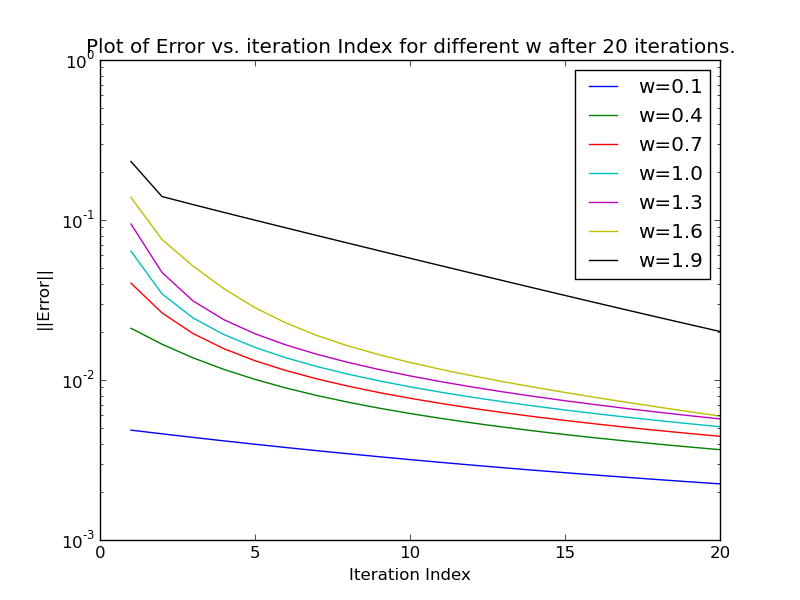 Plot of Error vs. iteration Index for different w after 20 iterations.
10^0
w=0.1
w=0.4
w=0.7
w=1.0
w=1.3
w=1.6
w=1.9
10^-1
||Error||
10^-2
10^-3
0 5 10 15 20
Iteration Index